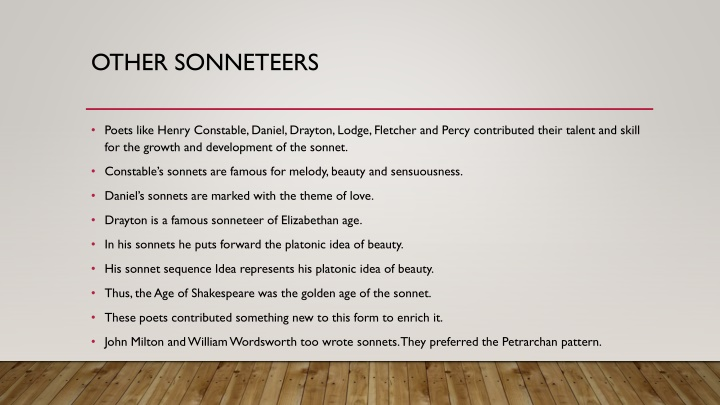 OTHER SONNETEERS
• Poets like Henry Constable, Daniel, Drayton, Lodge, Fletcher and Percy contributed their talent and skill
for the growth and development of the sonnet.
• Constable's sonnets are famous for melody, beauty and sensuousness.
• Daniel's sonnets are marked with the theme of love.
• Drayton is a famous sonneteer of Elizabethan age.
• In his sonnets he puts forward the platonic idea of beauty.
• His sonnet sequence Idea represents his platonic idea of beauty.
• Thus, the Age of Shakespeare was the golden age of the sonnet.
• These poets contributed something new to this form to enrich it.
• John Milton and William Wordsworth too wrote sonnets. They preferred the Petrarchan pattern.